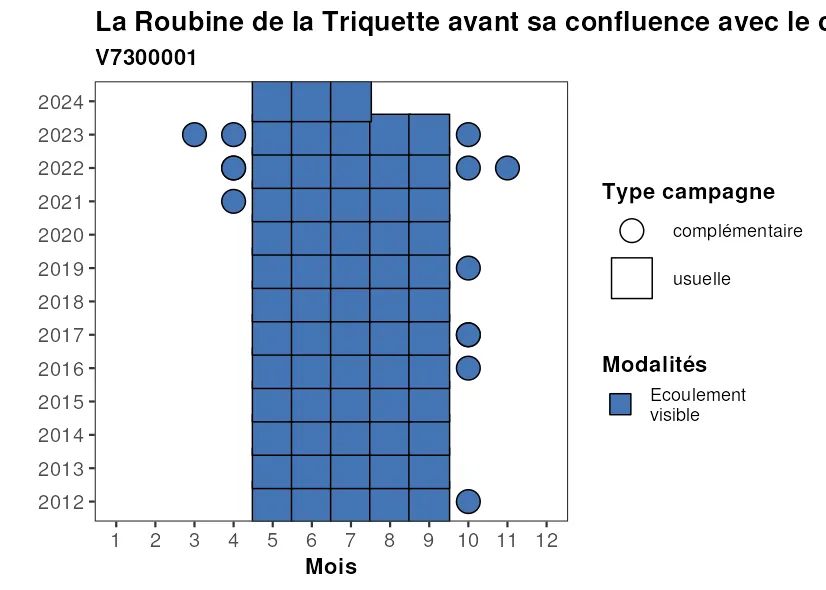 La Roubine de la Triquette avant sa confluence avec le
V7300001
2024
2023
2022
2021
2020
2019
2018
2017
2016
2015
2014
2013
2012
1 2 3 4 5 6 7 8 9 10 11 12
Mois
Type campagne
complémentaire
usuelle
Modalités
Ecoulement
visible